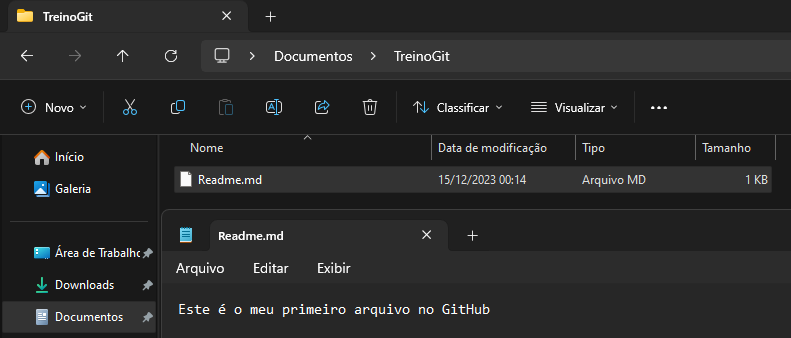 TreinoGit
Documentos TreinoGit
Novo Classificar Visualizar
Início
Galeria
Área de Trabalho
Downloads
Documentos
Nome Data de modificação Tipo Tamanho
Readme.md 15/12/2023 00:14 Arquivo MD 1 KB
Readme.md
Arquivo Editar Exibir
Este é o meu primeiro arquivo no GitHub